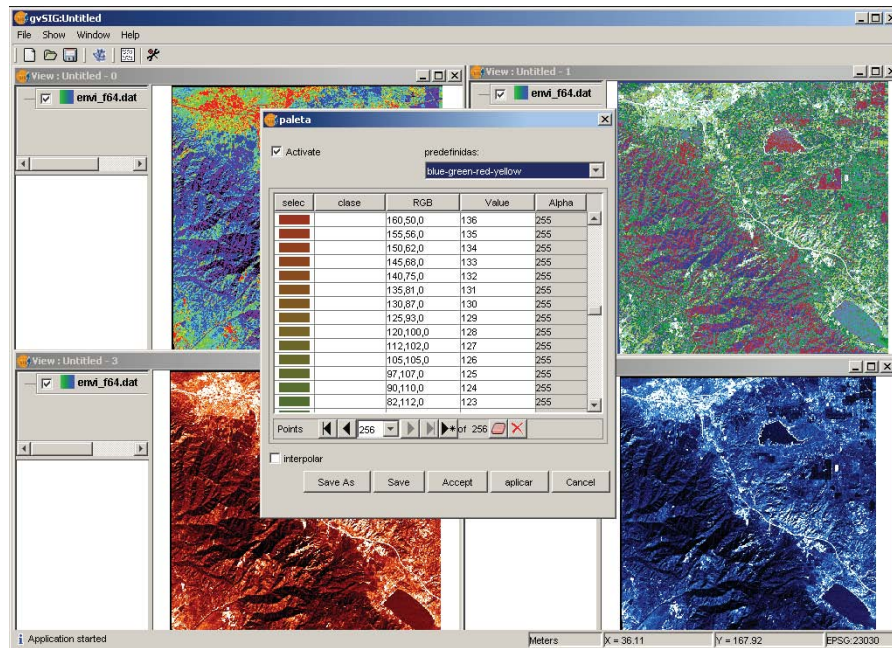 gvSIG:Untitled
File Show Window Help
View : Untitled - 0
envi_f64.dat
View : Untitled - 1
envi_f64.dat
paleta
Activate
predefinidas:
blue-green-red-yellow
selec clase RGB Value Alpha
160,50,0 136 255
155,56,0 135 255
150,62,0 134 255
145,68,0 133 255
140,75,0 132 255
135,81,0 131 255
130,87,0 130 255
125,93,0 129 255
120,100,0 128 255
112,102,0 127 255
105,105,0 126 255
97,107,0 125 255
90,110,0 124 255
82,112,0 123 255
Points 256 of 256
interpolar
Save As Save Accept aplicar Cancel
View : Untitled - 3
envi_f64.dat
Application started
Meters X = 36.11 Y = 167.92 EPSG:23030